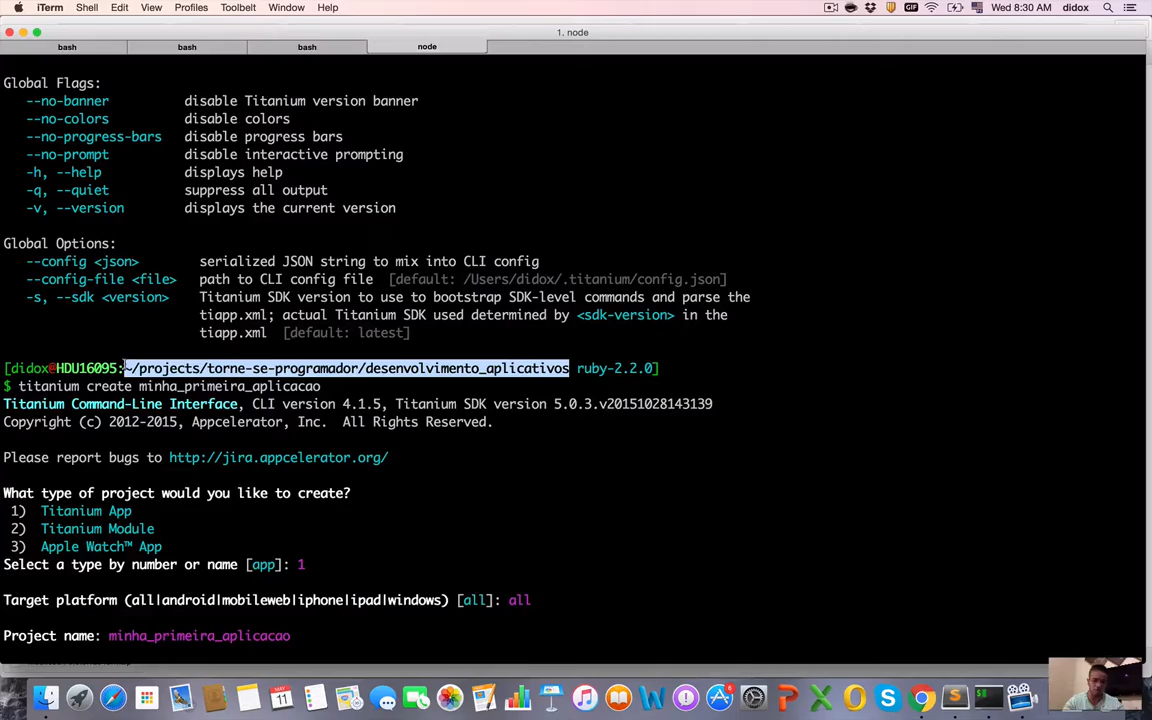 iTerm Shell Edit View Profiles Toolbelt Window Help GIF Wed 8:30 AM didox
1. node
bash bash bash node
Global Flags:
--no-banner disable Titanium version banner
--no-colors disable colors
--no-progress-bars disable progress bars
--no-prompt disable interactive prompting
-h, --help displays help
-q, --quiet suppress all output
-v, --version displays the current version
Global Options:
--config <json> serialized JSON string to mix into CLI config
--config-file <file> path to CLI config file [default: /Users/didox/.titanium/config.json]
-s, --sdk <version> Titanium SDK version to use to bootstrap SDK-level commands and parse the
tiapp.xml; actual Titanium SDK used determined by <sdk-version> in the
tiapp.xml [default: latest]
[didox@HDU16095:~/projects/torne-se-programador/desenvolvimento_aplicativos ruby-2.2.0]
$ titanium create minha_primeira_aplicacao
Titanium Command-Line Interface, CLI version 4.1.5, Titanium SDK version 5.0.3.v20151028143139
Copyright (c) 2012-2015, Appcelerator, Inc. All Rights Reserved.
Please report bugs to http://jira.appcelerator.org/
What type of project would you like to create?
1) Titanium App
2) Titanium Module
3) Apple Watch™ App
Select a type by number or name [app]: 1
Target platform (all|android|mobileweb|iphone|ipad|windows) [all]: all
Project name: minha_primeira_aplicacao